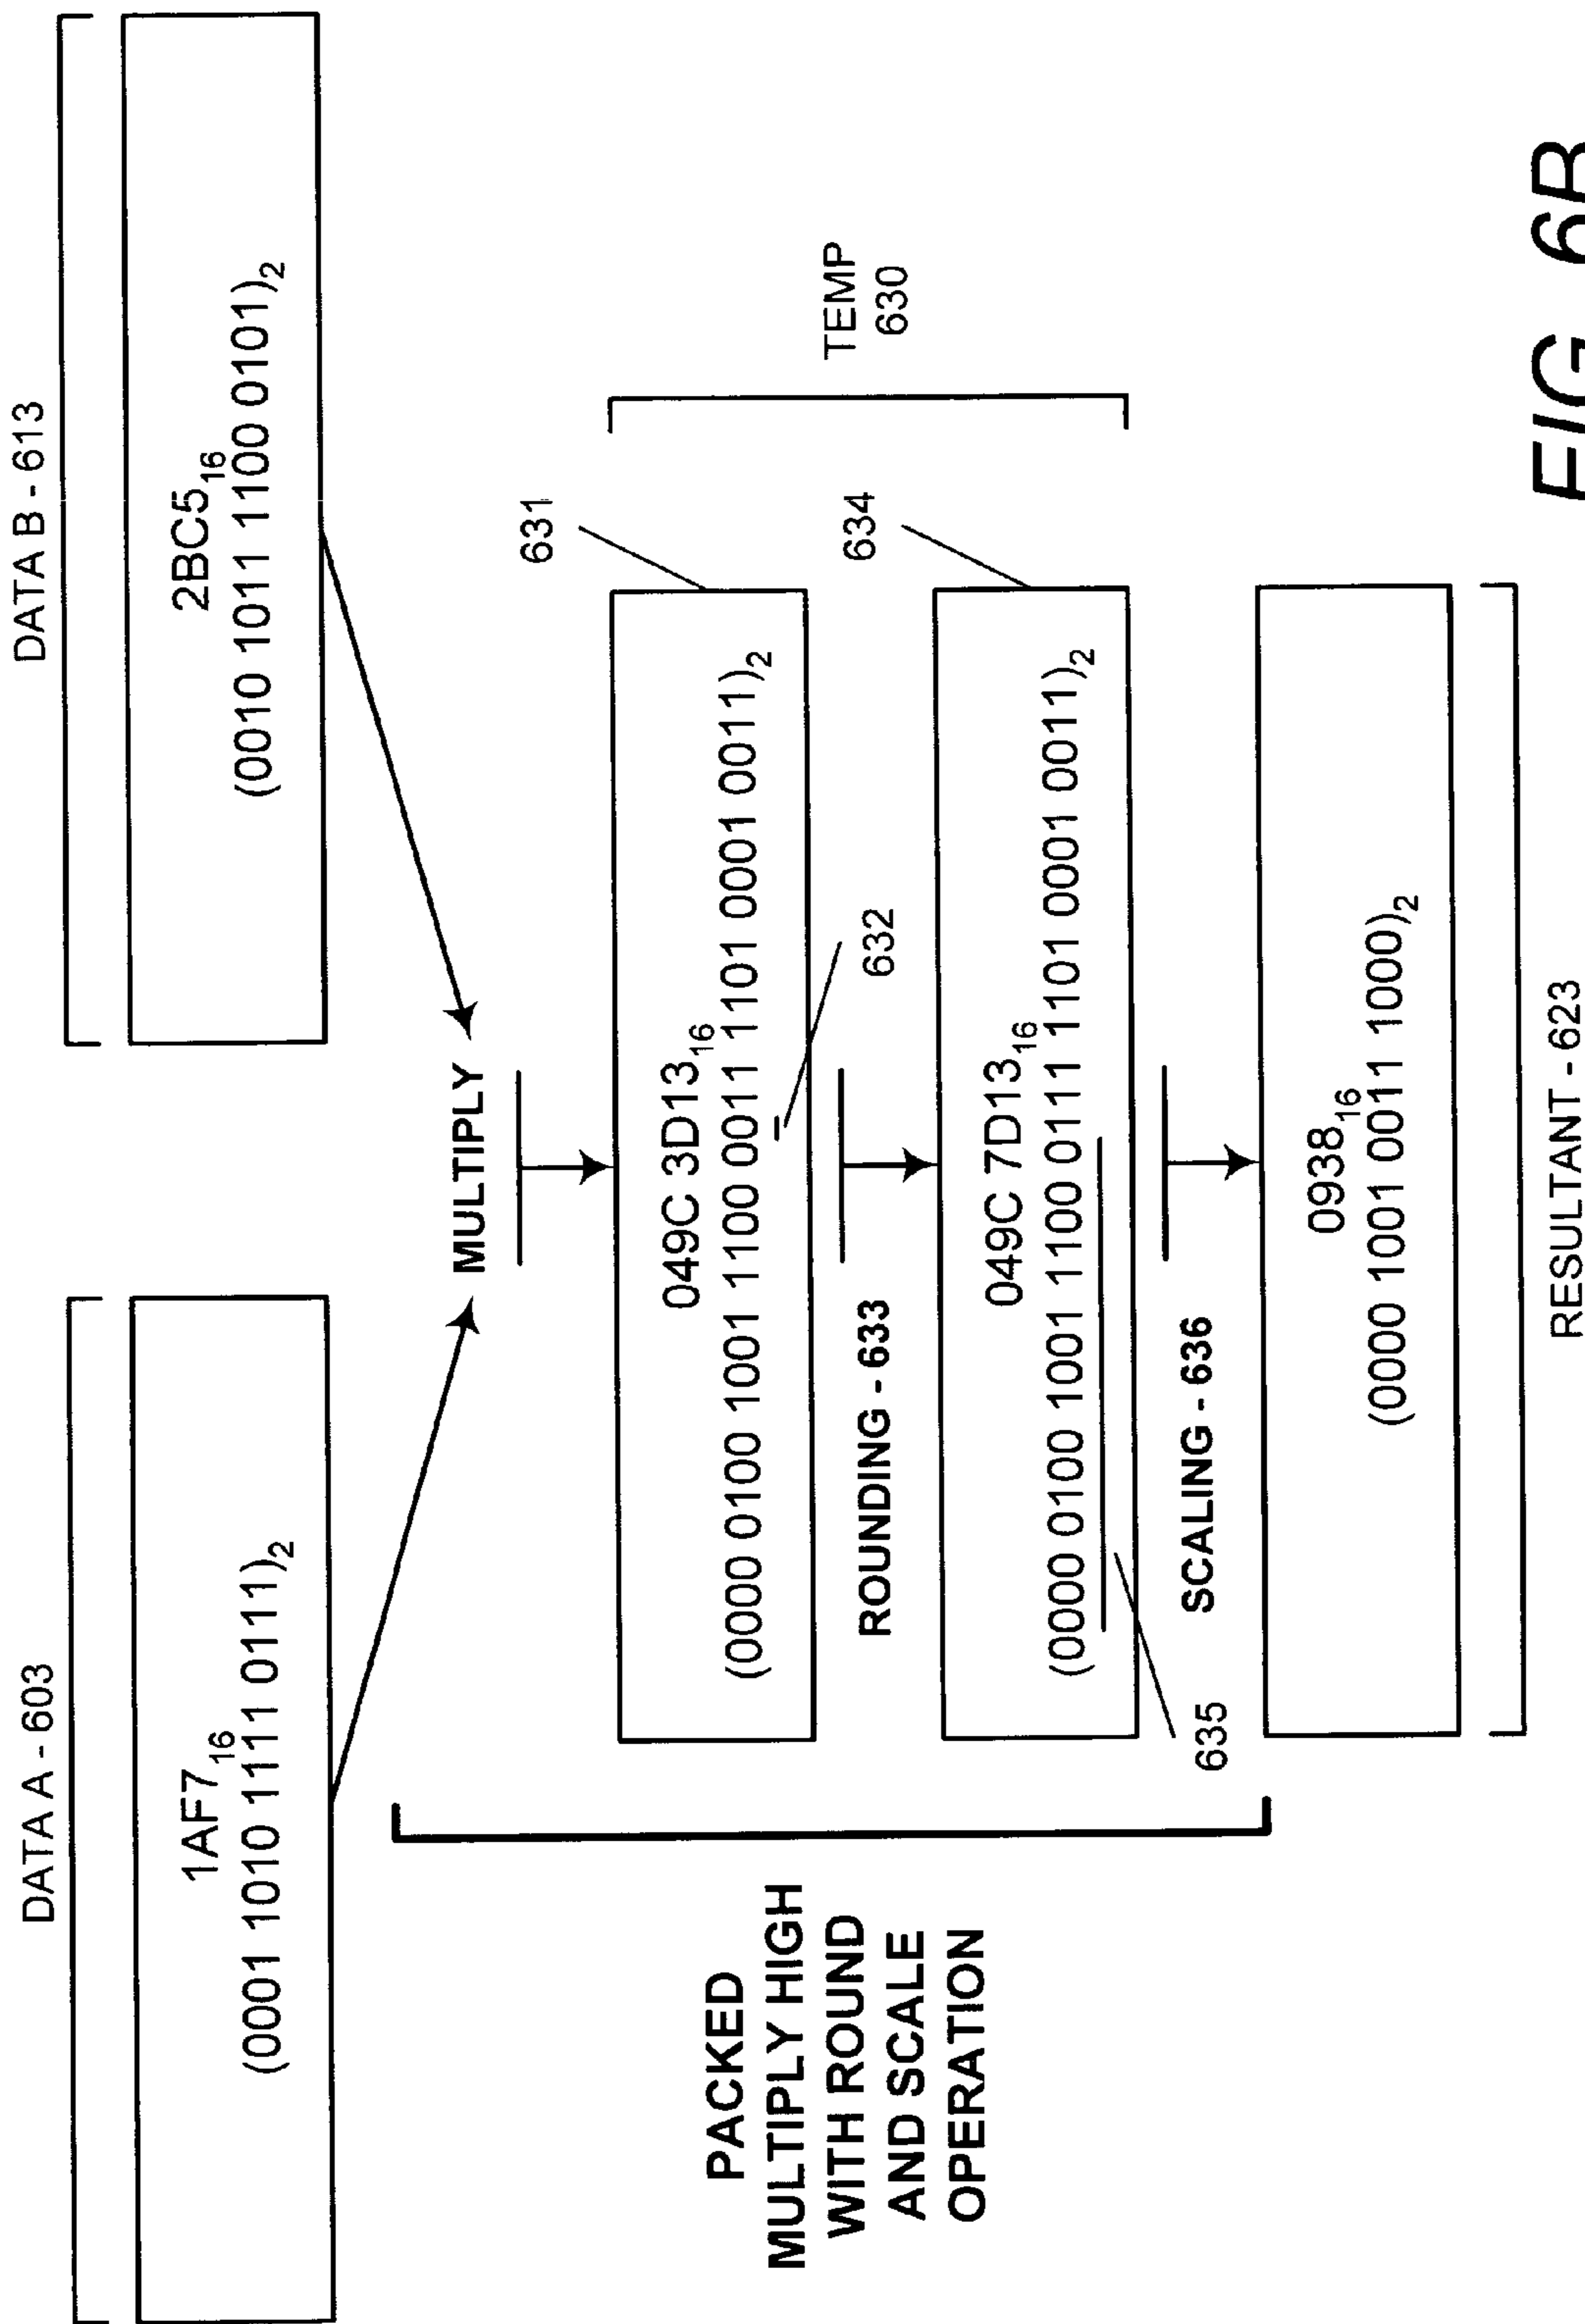 DATA A - 603
DATA B - 613
1AF7₁₆
(0001 1010 1111 0111)₂
2BC5₁₆
(0010 1011 1100 0101)₂
MULTIPLY
PACKED
MULTIPLY HIGH
WITH ROUND
AND SCALE
OPERATION
631
049C 3D13₁₆
(0000 0100 1001 1100 0011 1101 0001 0011)₂
632
ROUNDING - 633
TEMP
630
634
049C 7D13₁₆
(0000 0100 1001 1100 0111 1101 0001 0011)₂
635
SCALING - 636
0938₁₆
(0000 1001 0011 1000)₂
RESULTANT - 623
FIG. 6B